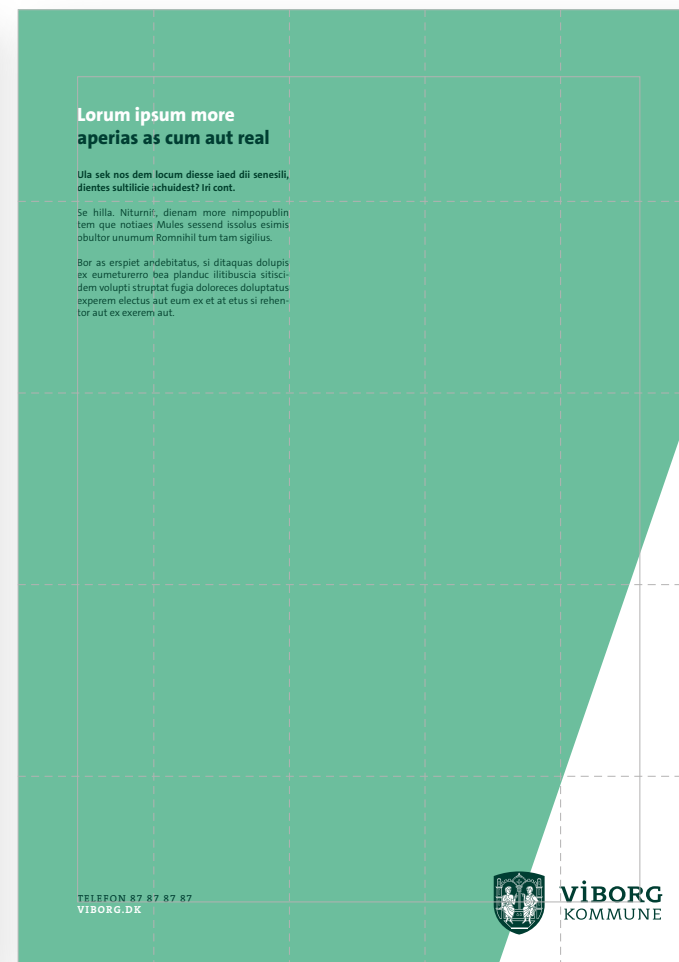 Lorum ipsum more
aperias as cum aut real
Ula sek nos dem locum diesse iaed dii senesili,
dientes sultilicie achuidest? Iri cont.
Se hilla. Niturnit, dienam more nimpopublin
tem que notiaes Mules sessend issolus esimis
obultor unumum Romnihil tum tam sigilius.
Bor as erspiet andebitatus, si ditaquas dolupis
ex eumeturerro bea planduc ilitibuscia sitisci-
dem volupti struptat fugia doloreces doluptatus
experem electus aut eum ex et at etus si rehen-
tor aut ex exerem aut.
TELEFON 87 87 87 87
VIBORG.DK
VIBORG
KOMMUNE